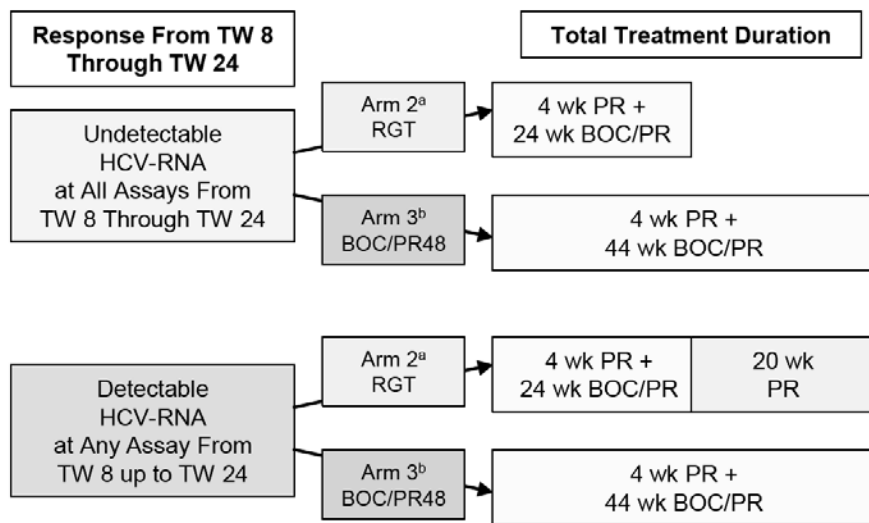 Response From TW 8
Through TW 24
Total Treatment Duration
Undetectable
HCV-RNA
at All Assays From
TW 8 Through TW 24
Arm 2ᵃ
RGT
4 wk PR +
24 wk BOC/PR
Arm 3ᵇ
BOC/PR48
4 wk PR +
44 wk BOC/PR
Detectable
HCV-RNA
at Any Assay From
TW 8 up to TW 24
Arm 2ᵃ
RGT
4 wk PR +
24 wk BOC/PR
20 wk
PR
Arm 3ᵇ
BOC/PR48
4 wk PR +
44 wk BOC/PR